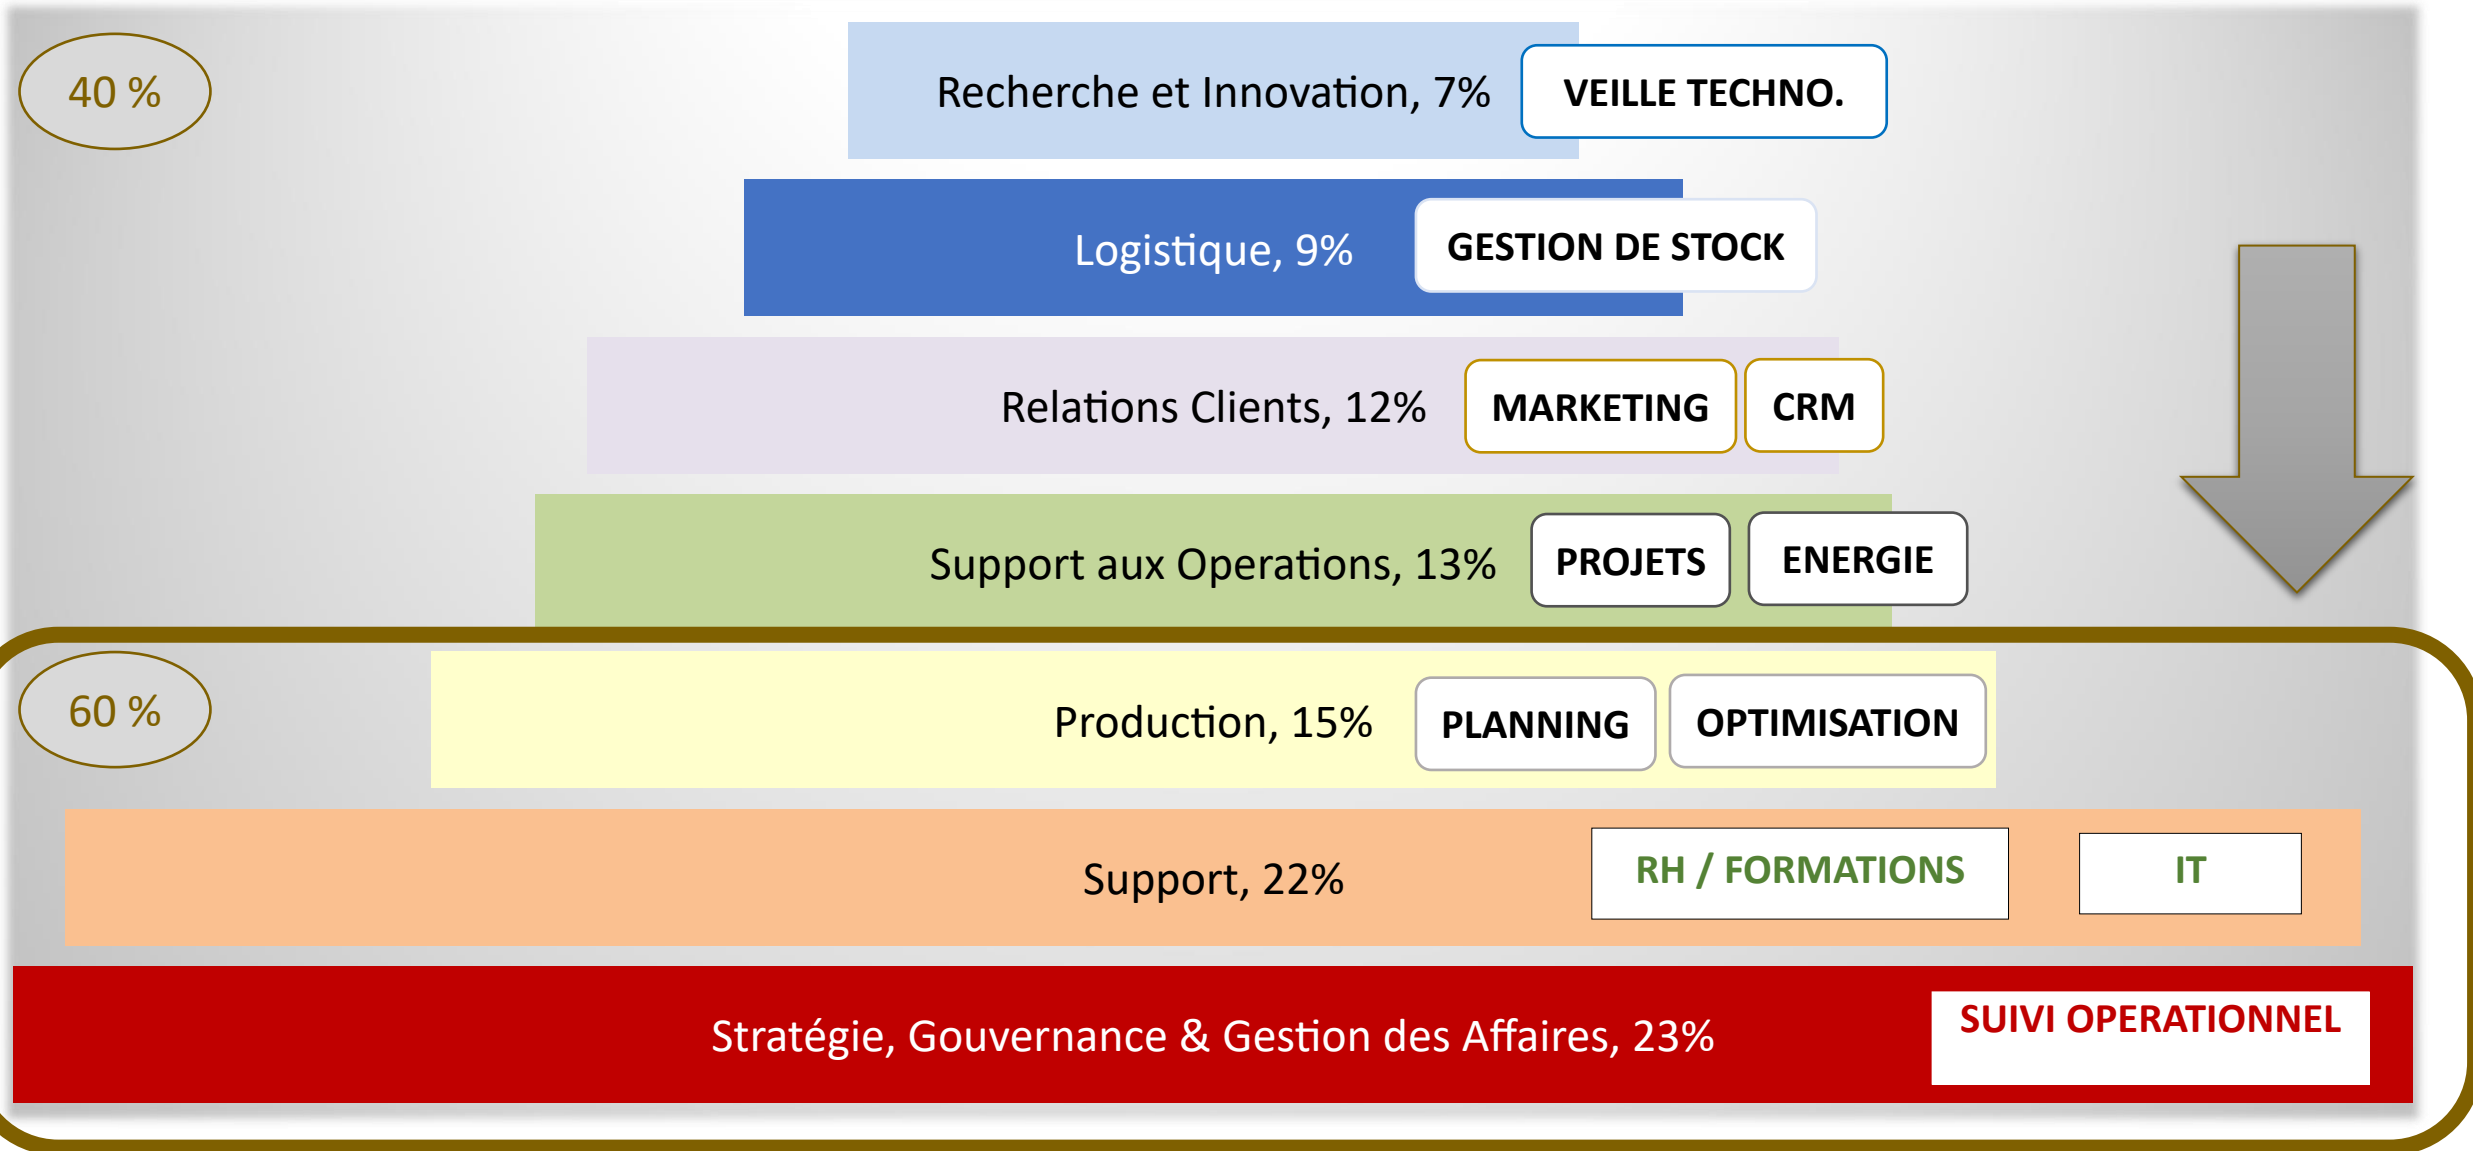 40 %
Recherche et Innovation, 7%
VEILLE TECHNO.
Logistique, 9%
GESTION DE STOCK
Relations Clients, 12%
MARKETING
CRM
Support aux Operations, 13%
PROJETS
ENERGIE
60 %
Production, 15%
PLANNING
OPTIMISATION
Support, 22%
RH / FORMATIONS
IT
Stratégie, Gouvernance & Gestion des Affaires, 23%
SUIVI OPERATIONNEL